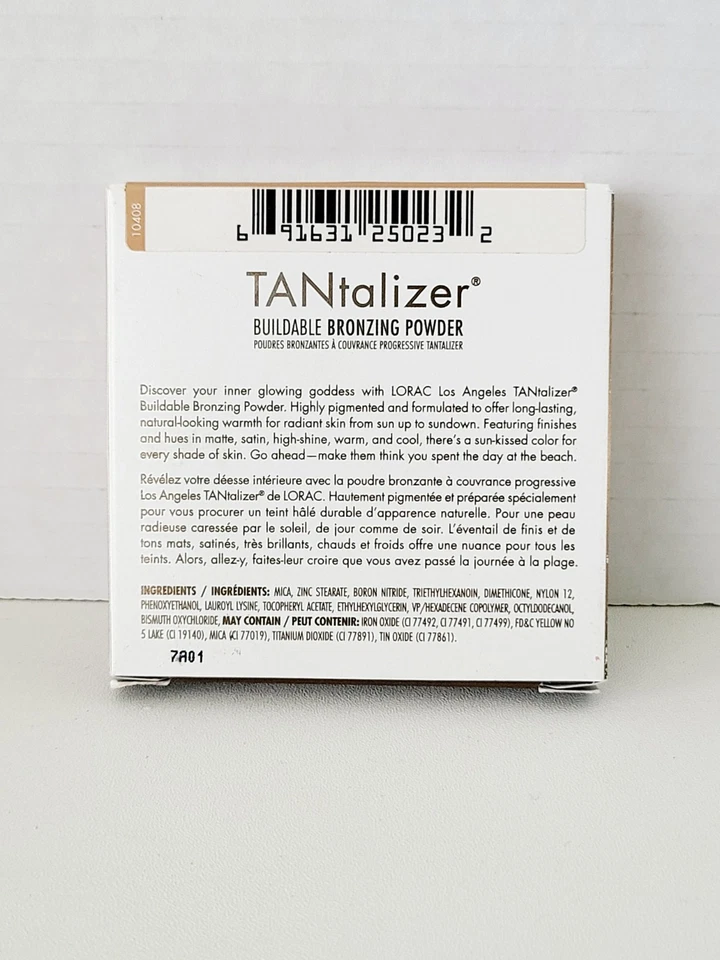 10408
6 91631 25023 2
TANtalizer®
BUILDABLE BRONZING POWDER
POUDRES BRONZANTES À COUVRANCE PROGRESSIVE TANTALIZER
Discover your inner glowing goddess with LORAC Los Angeles TANtalizer®
Buildable Bronzing Powder. Highly pigmented and formulated to offer long-lasting,
natural-looking warmth for radiant skin from sun up to sundown. Featuring finishes
and hues in matte, satin, high-shine, warm, and cool, there's a sun-kissed color for
every shade of skin. Go ahead—make them think you spent the day at the beach.
Révélez votre déesse intérieure avec la poudre bronzante à couvrance progressive
Los Angeles TANtalizer® de LORAC. Hautement pigmentée et préparée spécialement
pour vous procurer un teint hâlé durable d'apparence naturelle. Pour une peau
radieuse caressée par le soleil, de jour comme de soir. L'éventail de finis et de
tons mats, satinés, très brillants, chauds et froids offre une nuance pour tous les
teints. Alors, allez-y, faites-leur croire que vous avez passé la journée à la plage.
INGREDIENTS / INGRÉDIENTS: MICA, ZINC STEARATE, BORON NITRIDE, TRIETHYLHEXANOIN, DIMETHICONE, NYLON 12,
PHENOXYETHANOL, LAUROYL LYSINE, TOCOPHERYL ACETATE, ETHYLHEXYLGLYCERIN, VP/HEXADECENE COPOLYMER, OCTYLDODECANOL,
BISMUTH OXYCHLORIDE, MAY CONTAIN / PEUT CONTENIR: IRON OXIDE (CI 77492, CI 77491, CI 77499), FD&C YELLOW NO
5 LAKE (CI 19140), MICA (CI 77019), TITANIUM DIOXIDE (CI 77891), TIN OXIDE (CI 77861).
7A01